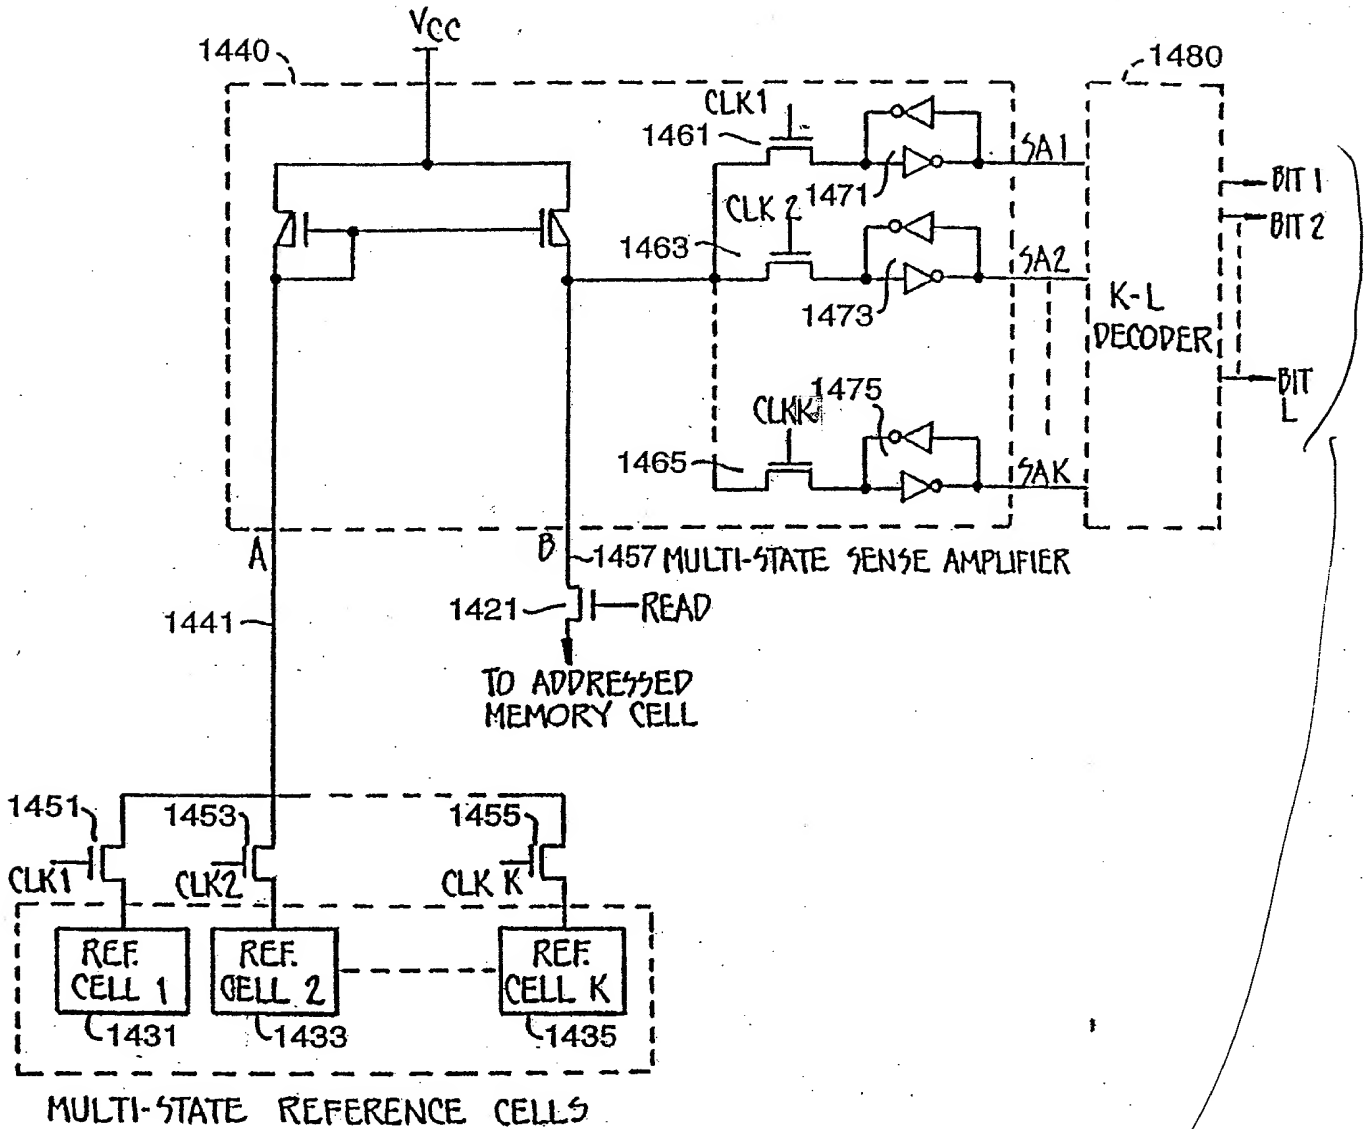 VCC
1440
1480
CLK1
1461
SA1
1471
BIT 1
CLK 2
BIT 2
1463
SA2
1473
K-L
DECODER
1475
BIT
L
CLKK
1465
SAK
A
B
1457
MULTI-STATE SENSE AMPLIFIER
1421
READ
1441
TO ADDRESSED
MEMORY CELL
1451
1453
1455
CLK1
CLK2
CLK K
REF.
CELL 1
REF.
CELL 2
REF.
CELL K
1431
1433
1435
MULTI-STATE REFERENCE CELLS